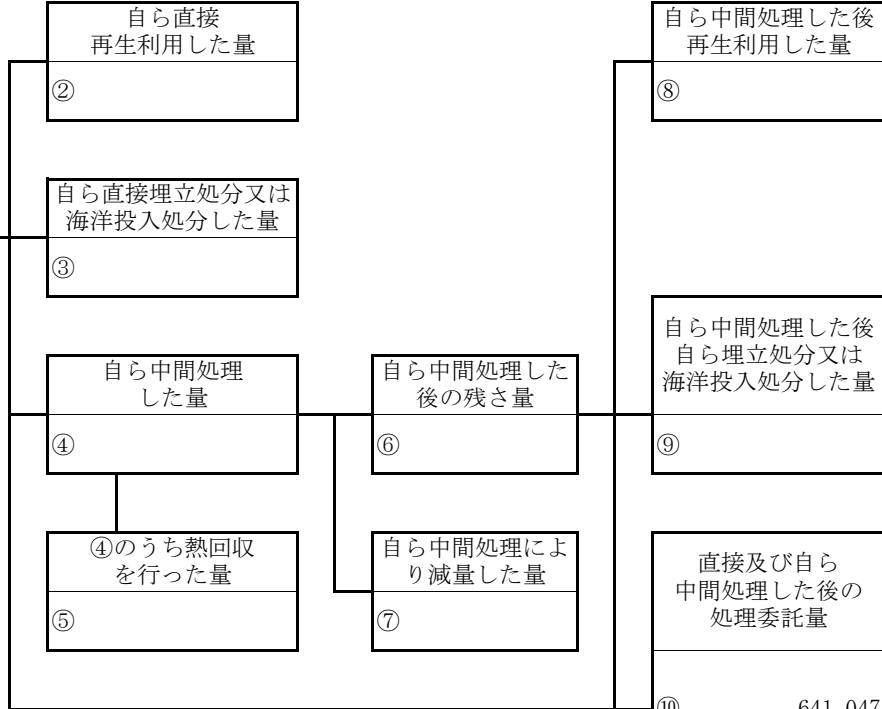 自ら直接
再生利用した量
②
自ら中間処理した後
再生利用した量
⑧
自ら直接埋立処分又は
海洋投入処分した量
③
自ら中間処理した後
自ら埋立処分又は
海洋投入処分した量
⑨
自ら中間処理
した量
④
自ら中間処理した
後の残さ量
⑥
④のうち熱回収
を行った量
⑤
自ら中間処理によ
り減量した量
⑦
直接及び自ら
中間処理した後の
処理委託量
⑩ 641.047